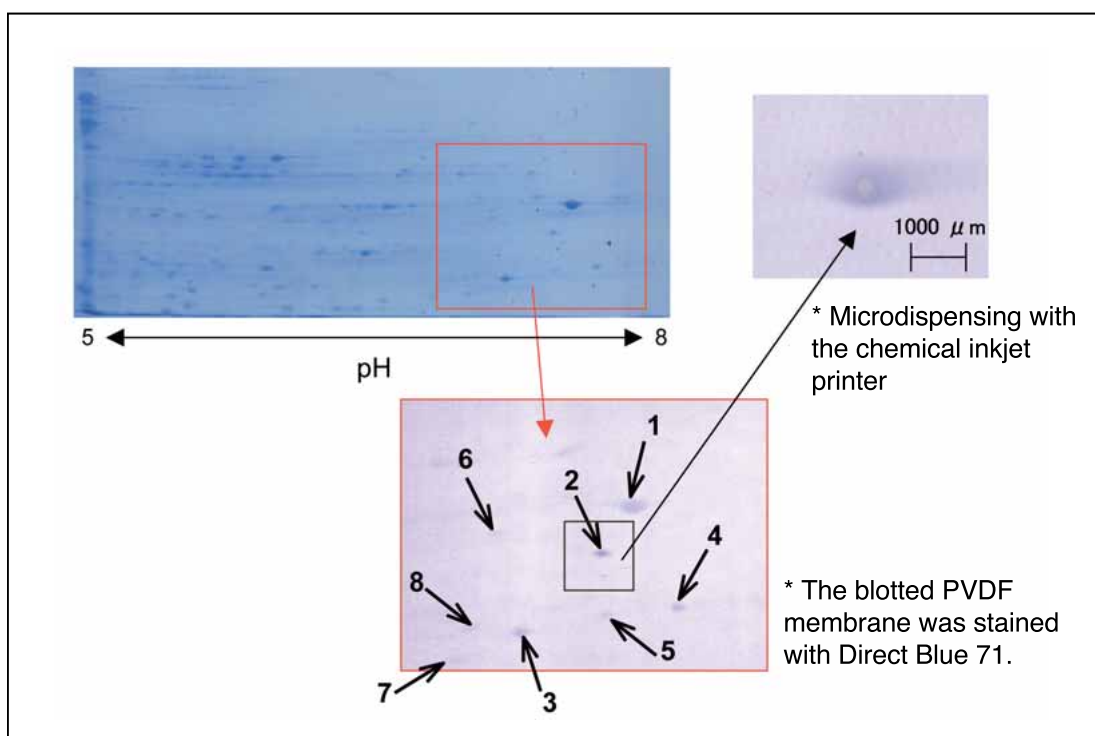 5
8
pH
1000 μm
* Microdispensing with
the chemical inkjet
printer
1
6
2
4
8
5
7
3
* The blotted PVDF
membrane was stained
with Direct Blue 71.